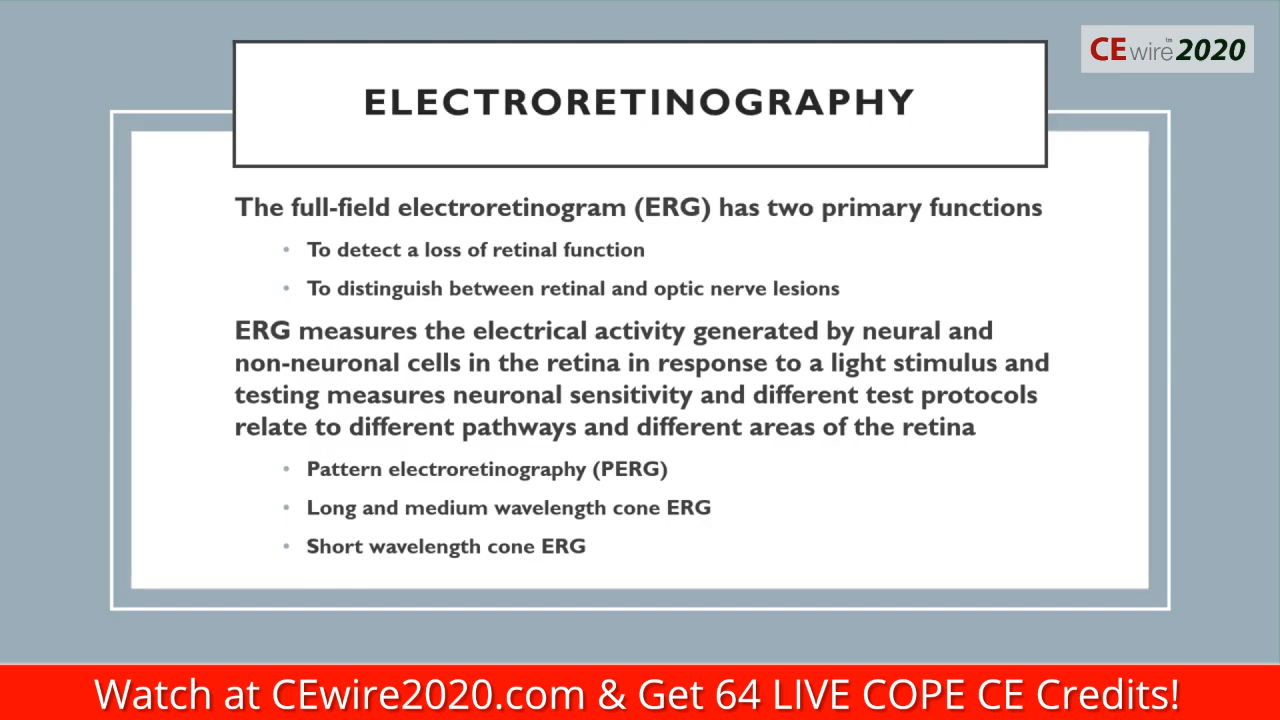 CEwire™2020
ELECTRORETINOGRAPHY
The full-field electroretinogram (ERG) has two primary functions
• To detect a loss of retinal function
• To distinguish between retinal and optic nerve lesions
ERG measures the electrical activity generated by neural and
non-neuronal cells in the retina in response to a light stimulus and
testing measures neuronal sensitivity and different test protocols
relate to different pathways and different areas of the retina
• Pattern electroretinography (PERG)
• Long and medium wavelength cone ERG
• Short wavelength cone ERG
Watch at CEwire2020.com & Get 64 LIVE COPE CE Credits!